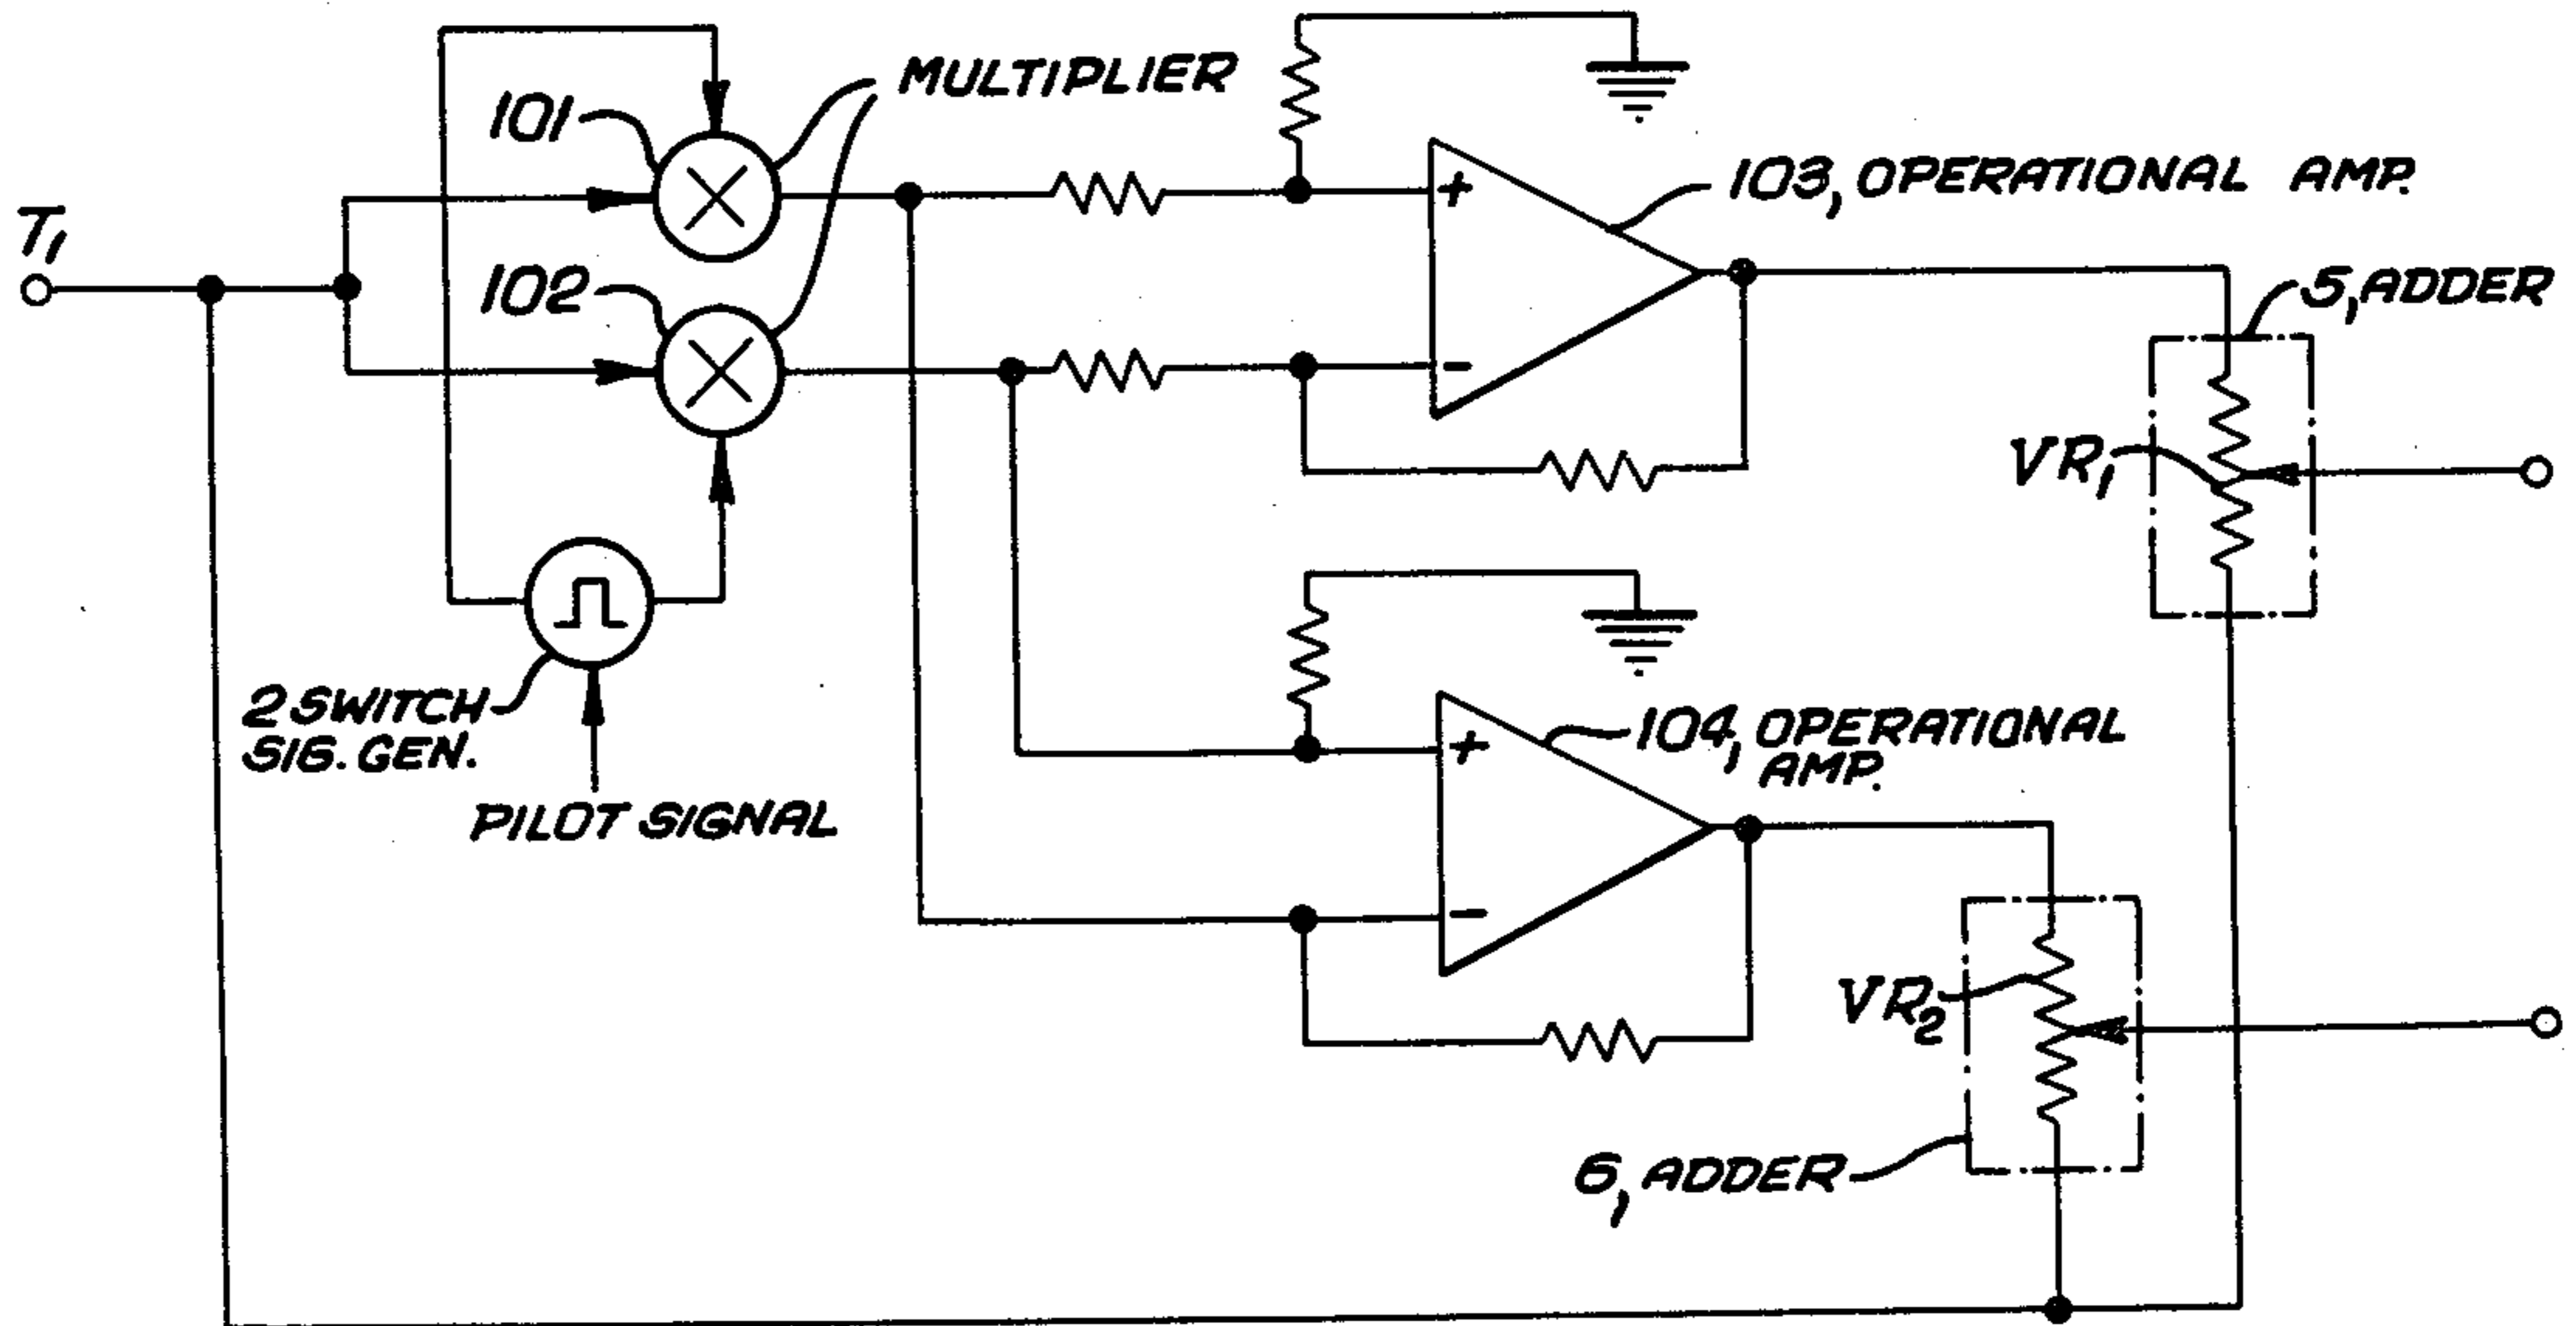 MULTIPLIER
101
103, OPERATIONAL AMP.
+
T1
102
5, ADDER
-
VR1
2 SWITCH
SIG. GEN.
104, OPERATIONAL
AMP.
+
PILOT SIGNAL
-
VR2
6, ADDER